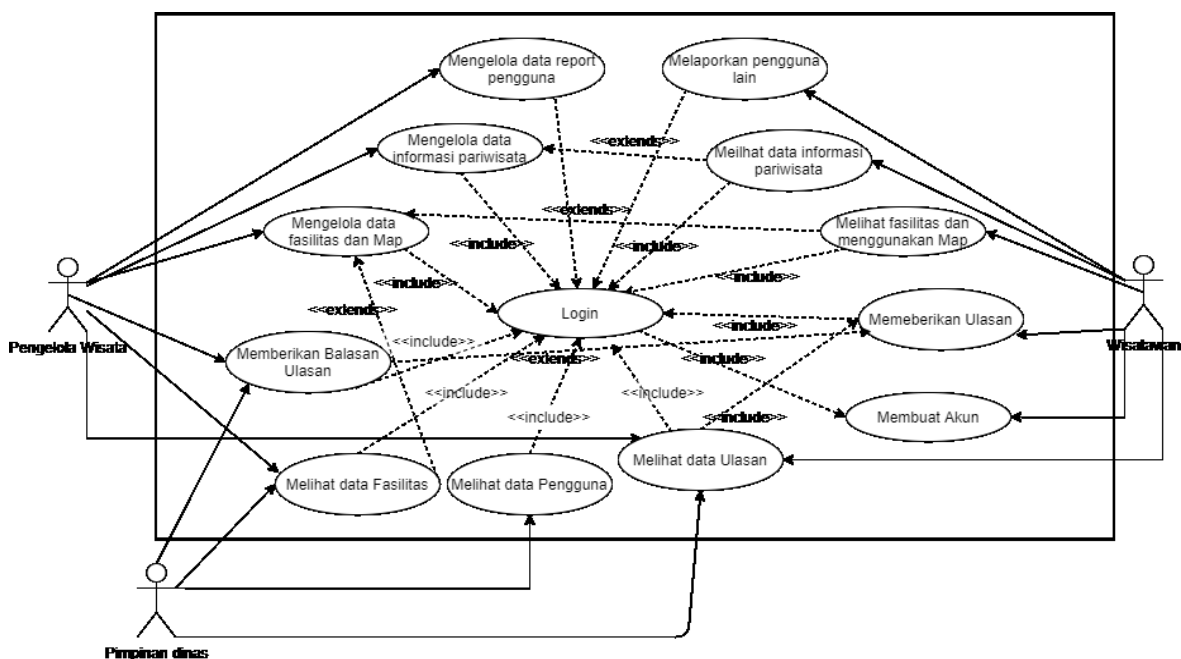 Mengelola data report
pengguna
Melaporkan pengguna
lain
Mengelola data
informasi pariwisata
<<extends>>
Meilhat data informasi
pariwisata
Mengelola data
fasilitas dan Map
<<extends>>
Melihat fasilitas dan
menggunakan Map
<<include>>
<<include>>
<<include>>
<<include>>
Login
<<extends>>
<<include>>
<<include>>
Memeberikan Ulasan
Pengelola Wisata
Wisatawan
Memberikan Balasan
Ulasan
<<extends>>
<<include>>
<<include>>
<<include>>
<<include>>
<<include>>
Membuat Akun
Melihat data Fasilitas
Melihat data Pengguna
Melihat data Ulasan
Pimpinan dinas